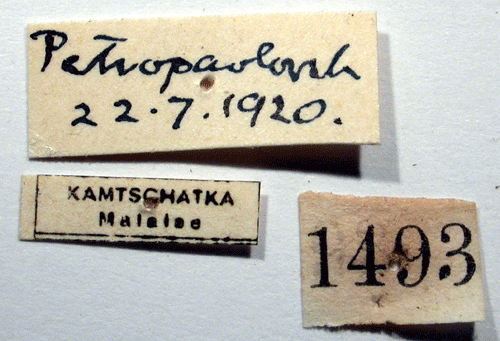 Petropavlovsk
22.7.1920.
KAMTSCHATKA
Malaise
1493